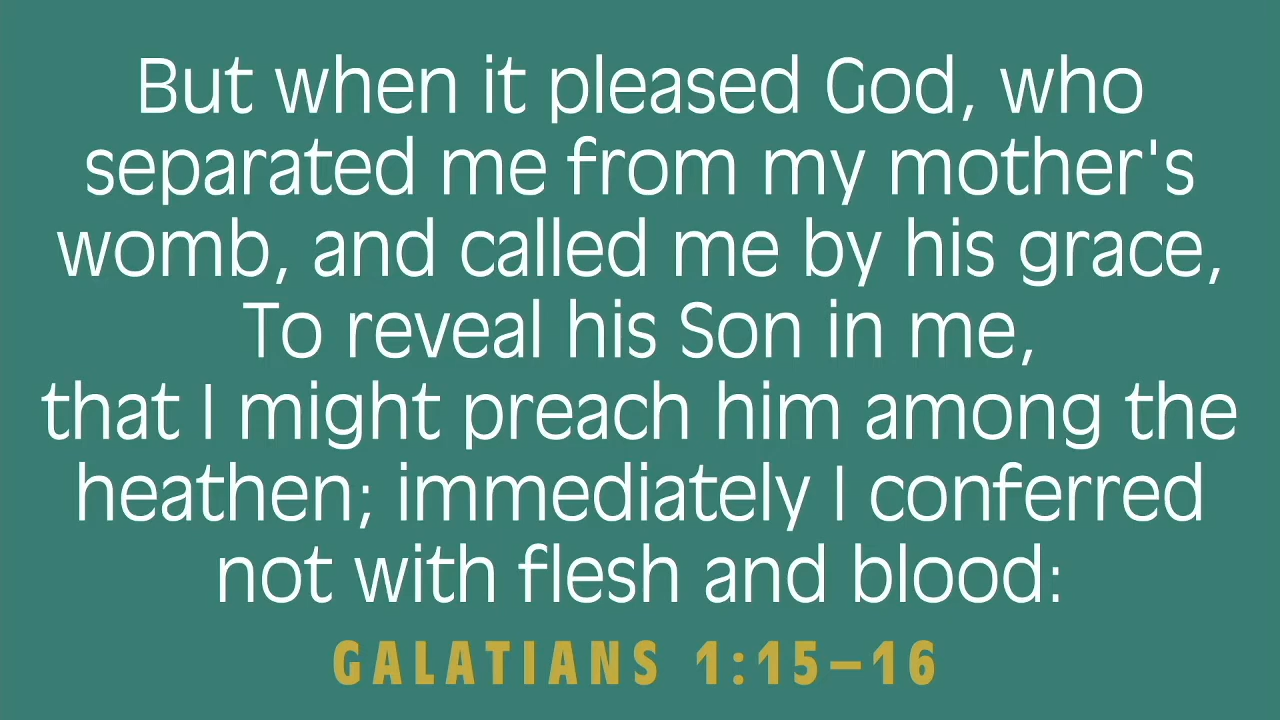 But when it pleased God, who
separated me from my mother's
womb, and called me by his grace,
To reveal his Son in me,
that I might preach him among the
heathen; immediately I conferred
not with flesh and blood:
GALATIANS 1:15–16